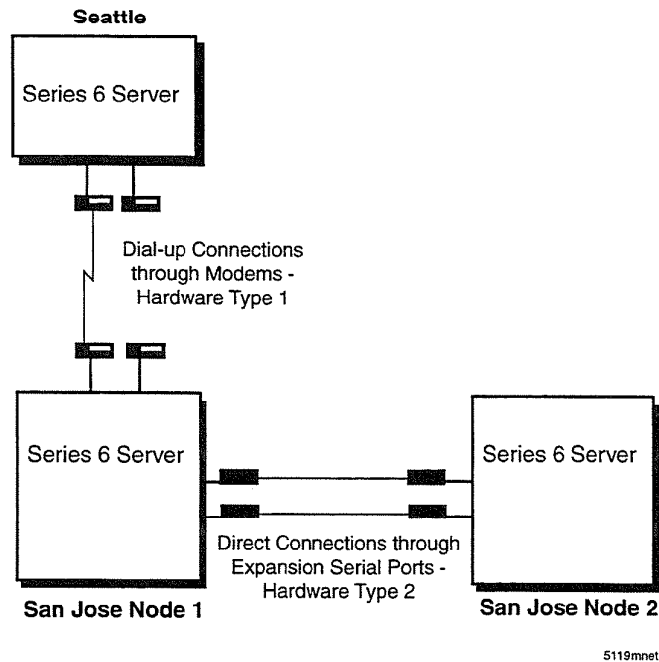 Seattle
Series 6 Server
Dial-up Connections
through Modems -
Hardware Type 1
Series 6 Server
Series 6 Server
Direct Connections through
Expansion Serial Ports -
Hardware Type 2
San Jose Node 1
San Jose Node 2
5119mnet